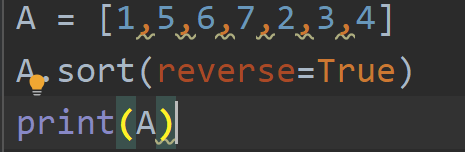 A = [1,5,6,7,2,3,4]
A.sort(reverse=True)
print(A)